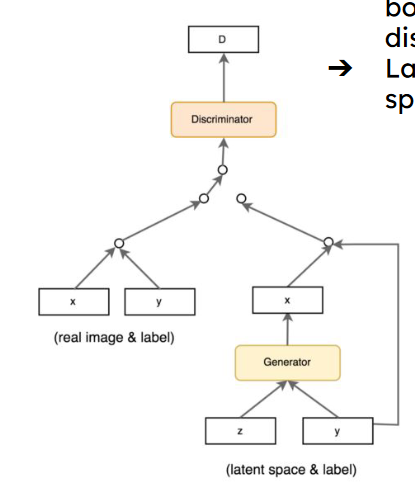 bo
dis
→ La
sp
D
Discriminator
x
y
(real image & label)
x
Generator
z
y
(latent space & label)